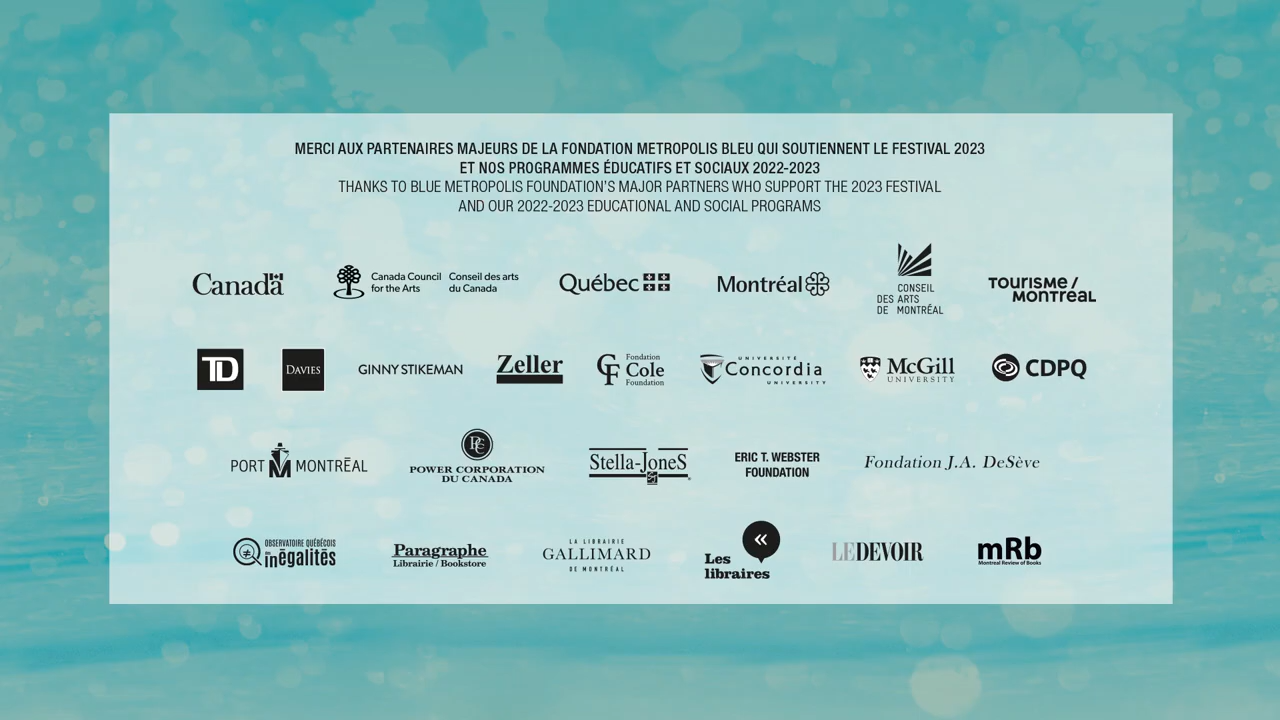 MERCI AUX PARTENAIRES MAJEURS DE LA FONDATION METROPOLIS BLEU QUI SOUTIENNENT LE FESTIVAL 2023
ET NOS PROGRAMMES ÉDUCATIFS ET SOCIAUX 2022-2023
THANKS TO BLUE METROPOLIS FOUNDATION'S MAJOR PARTNERS WHO SUPPORT THE 2023 FESTIVAL
AND OUR 2022-2023 EDUCATIONAL AND SOCIAL PROGRAMS
Canada
Canada Council
for the Arts
Conseil des arts
du Canada
Québec
Montréal
CONSEIL
DES ARTS
DE MONTRÉAL
TOURISME /
MONTRÉAL
TD
DAVIES
GINNY STIKEMAN
Zeller
CF
Fondation
Cole
Foundation
UNIVERSITÉ
Concordia
UNIVERSITY
McGill
UNIVERSITY
CDPQ
PORT M MONTRĒAL
PCC
POWER CORPORATION
DU CANADA
Stella-JoneS
SJ
ERIC T. WEBSTER
FOUNDATION
Fondation J.A. DeSève
OBSERVATOIRE QUÉBÉCOIS
des inégalités
Paragraphe
Librairie / Bookstore
LA LIBRAIRIE
GALLIMARD
DE MONTRÉAL
«
Les
libraires
LE DEVOIR
mRb
Montreal Review of Books